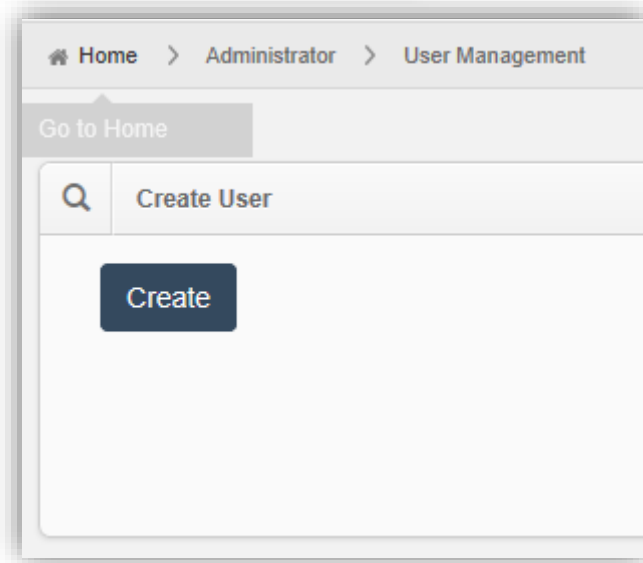 Home > Administrator > User Management
Go to Home
Create User
Create